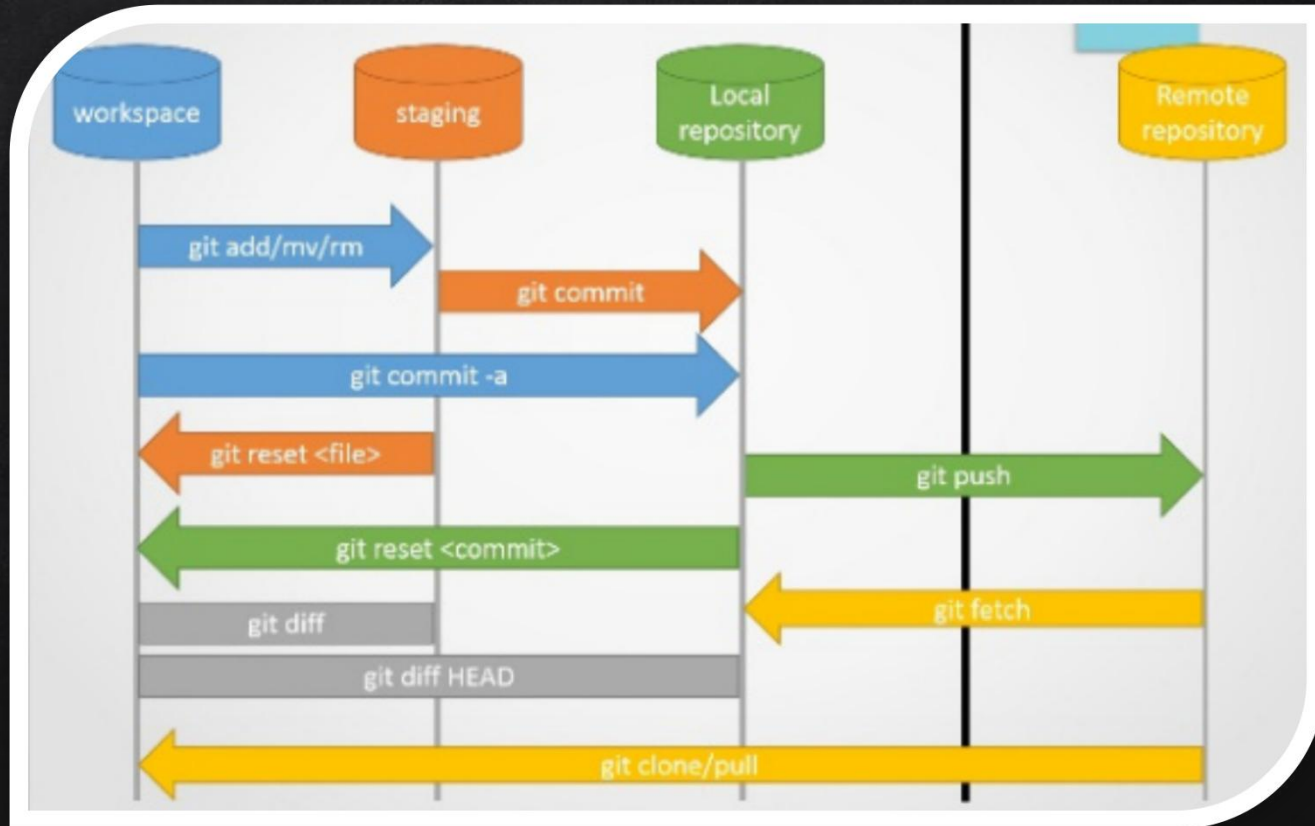 workspace
staging
Local
repository
Remote
repository
git add/mv/rm
git commit
git commit -a
git reset <file>
git push
git reset <commit>
git fetch
git diff
git diff HEAD
git clone/pull